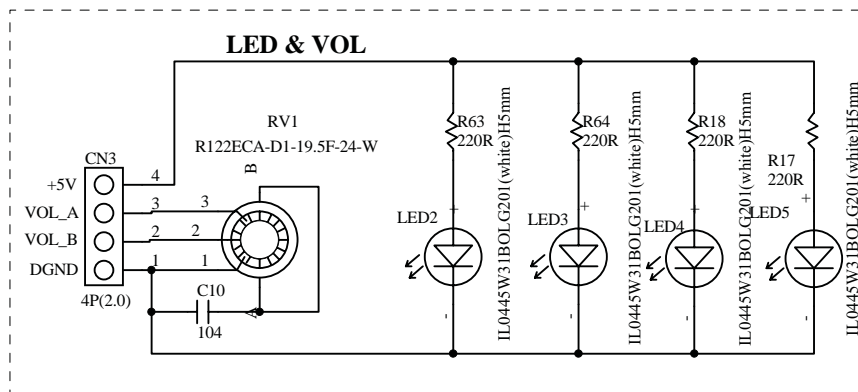 LED & VOL
RV1
R122ECA-D1-19.5F-24-W
B
CN3
+5V
4
VOL_A
3
3
VOL_B
2
2
DGND
1
1
4P(2.0)
C10
104
A
R63
220R
R64
220R
R18
220R
R17
220R
+
+
+
+
LED2
LED3
LED4
LED5
-
-
-
-
IL0445W31BOLG201(white)H5mm
IL0445W31BOLG201(white)H5mm
IL0445W31BOLG201(white)H5mm
IL0445W31BOLG201(white)H5mm